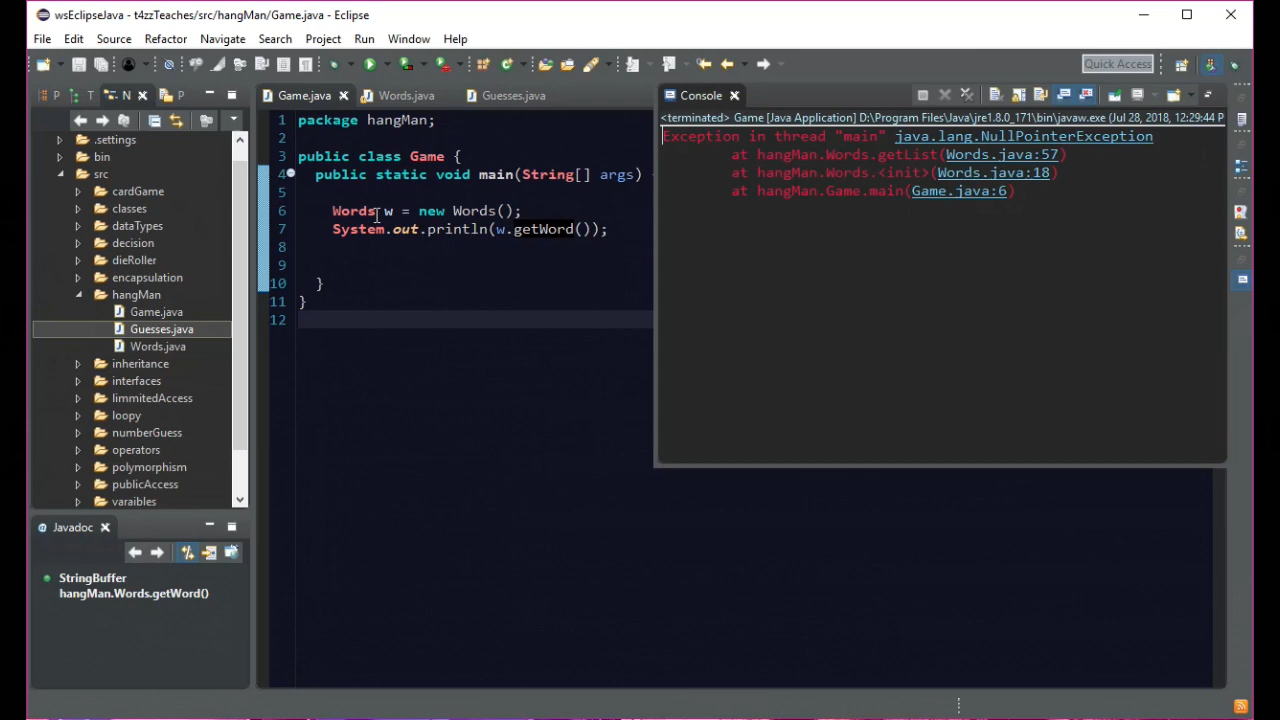 wsEclipseJava - t4zzTeaches/src/hangMan/Game.java - Eclipse
File Edit Source Refactor Navigate Search Project Run Window Help
Quick Access
P T N P
Game.java Words.java Guesses.java
Console
<terminated> Game [Java Application] D:\Program Files\Java\jre1.8.0_171\bin\javaw.exe (Jul 28, 2018, 12:29:44 P
.settings
bin
src
cardGame
classes
dataTypes
decision
dieRoller
encapsulation
hangMan
Game.java
Guesses.java
Words.java
inheritance
interfaces
limmitedAccess
loopy
numberGuess
operators
polymorphism
publicAccess
varaibles
1 package hangMan;
2
3 public class Game {
4 public static void main(String[] args) {
5
6 Words w = new Words();
7 System.out.println(w.getWord());
8
9
10 }
11 }
12
Exception in thread "main" java.lang.NullPointerException
at hangMan.Words.getList(Words.java:57)
at hangMan.Words.<init>(Words.java:18)
at hangMan.Game.main(Game.java:6)
Javadoc
StringBuffer
hangMan.Words.getWord()